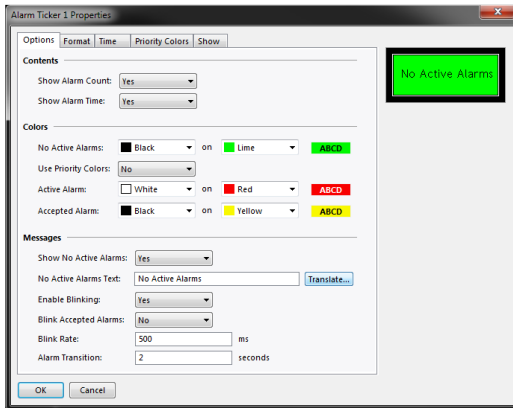 Alarm Ticker 1 Properties
Options Format Time Priority Colors Show
Contents
Show Alarm Count: Yes
Show Alarm Time: Yes
Colors
No Active Alarms: Black on Lime ABCD
Use Priority Colors: No
Active Alarm: White on Red ABCD
Accepted Alarm: Black on Yellow ABCD
Messages
Show No Active Alarms: Yes
No Active Alarms Text: No Active Alarms Translate...
Enable Blinking: Yes
Blink Accepted Alarms: No
Blink Rate: 500 ms
Alarm Transition: 2 seconds
OK Cancel
No Active Alarms